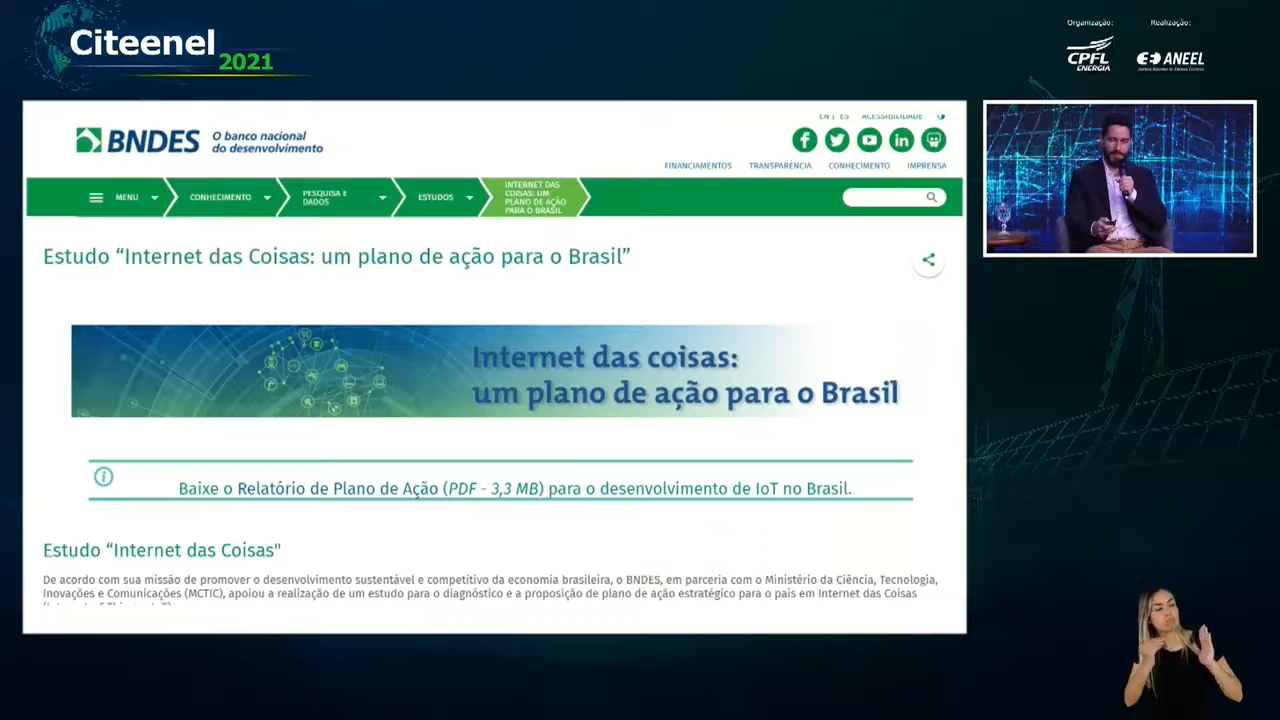 Citeenel
2021
Organização:
Realização:
CPFL
ENERGIA
ANEEL
BNDES
O banco nacional
do desenvolvimento
EN | ES ACESSIBILIDADE
FINANCIAMENTOS TRANSPARÊNCIA CONHECIMENTO IMPRENSA
MENU
CONHECIMENTO
PESQUISA E
DADOS
ESTUDOS
INTERNET DAS
COISAS: UM
PLANO DE AÇÃO
PARA O BRASIL
Estudo “Internet das Coisas: um plano de ação para o Brasil”
Internet das coisas:
um plano de ação para o Brasil
Baixe o Relatório de Plano de Ação (PDF - 3,3 MB) para o desenvolvimento de IoT no Brasil.
Estudo “Internet das Coisas"
De acordo com sua missão de promover o desenvolvimento sustentável e competitivo da economia brasileira, o BNDES, em parceria com o Ministério da Ciência, Tecnologia,
Inovações e Comunicações (MCTIC), apoiou a realização de um estudo para o diagnóstico e a proposição de plano de ação estratégico para o país em Internet das Coisas